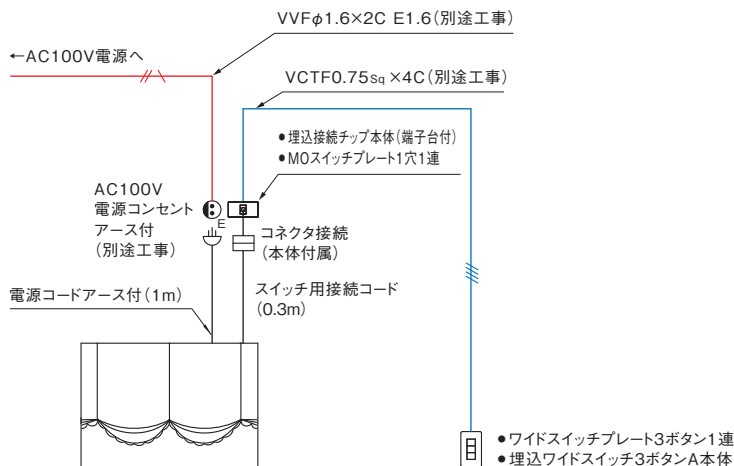 VVFφ1.6×2C E1.6(別途工事)
←AC100V電源へ
VCTF0.75Sq×4C(別途工事)
●埋込接続チップ本体(端子台付)
●MOスイッチプレート1穴1連
AC100V
電源コンセント
アース付
(別途工事)
E
コネクタ接続
(本体付属)
電源コードアース付(1m)
スイッチ用接続コード
(0.3m)
●ワイドスイッチプレート3ボタン1連
●埋込ワイドスイッチ3ボタンA本体